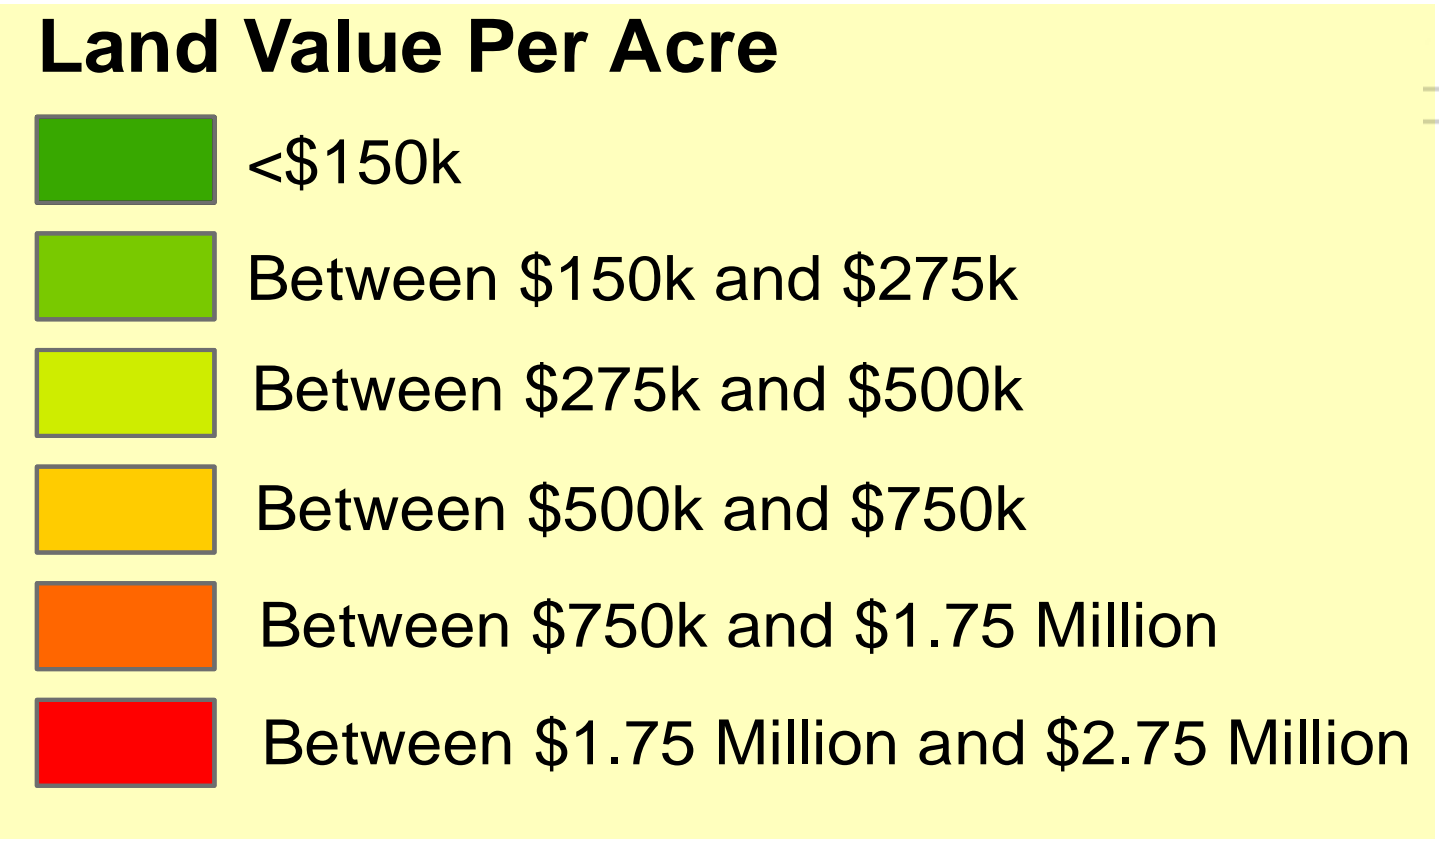 Land Value Per Acre
<$150k
Between $150k and $275k
Between $275k and $500k
Between $500k and $750k
Between $750k and $1.75 Million
Between $1.75 Million and $2.75 Million